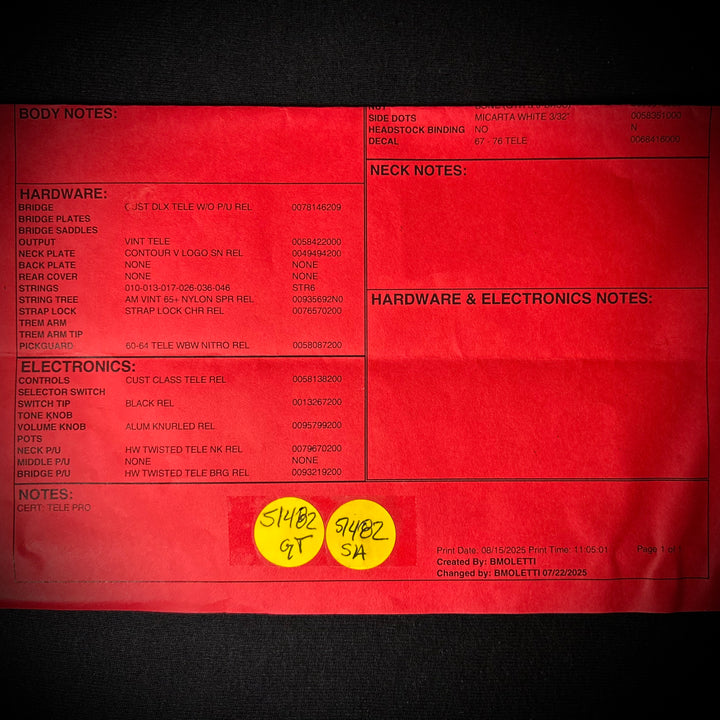 BODY NOTES:
HARDWARE:
BRIDGE CUST DLX TELE W/O P/U REL 0078146209
BRIDGE PLATES
BRIDGE SADDLES
OUTPUT VINT TELE 0058422000
NECK PLATE CONTOUR V LOGO SN REL 0049494200
BACK PLATE NONE NONE
REAR COVER NONE NONE
STRINGS 010-013-017-026-036-046 STR6
STRING TREE AM VINT 65+ NYLON SPR REL 00935692N0
STRAP LOCK STRAP LOCK CHR REL 0076570200
TREM ARM
TREM ARM TIP
PICKGUARD 60-64 TELE WBW NITRO REL 0058087200
ELECTRONICS:
CONTROLS CUST CLASS TELE REL 0058138200
SELECTOR SWITCH
SWITCH TIP BLACK REL 0013267200
TONE KNOB
VOLUME KNOB ALUM KNURLED REL 0095799200
POTS
NECK P/U HW TWISTED TELE NK REL 0079670200
MIDDLE P/U NONE NONE
BRIDGE P/U HW TWISTED TELE BRG REL 0093219200
NUT
SIDE DOTS MICARTA WHITE 3/32" 0058351000
HEADSTOCK BINDING NO N
DECAL 67 - 76 TELE 0068416000
NECK NOTES:
HARDWARE & ELECTRONICS NOTES:
NOTES:
CERT: TELE PRO
51482
GT
51482
SA
Print Date: 08/15/2025 Print Time: 11:05:01 Page 1 of
Created By: BMOLETTI
Changed by: BMOLETTI 07/22/2025